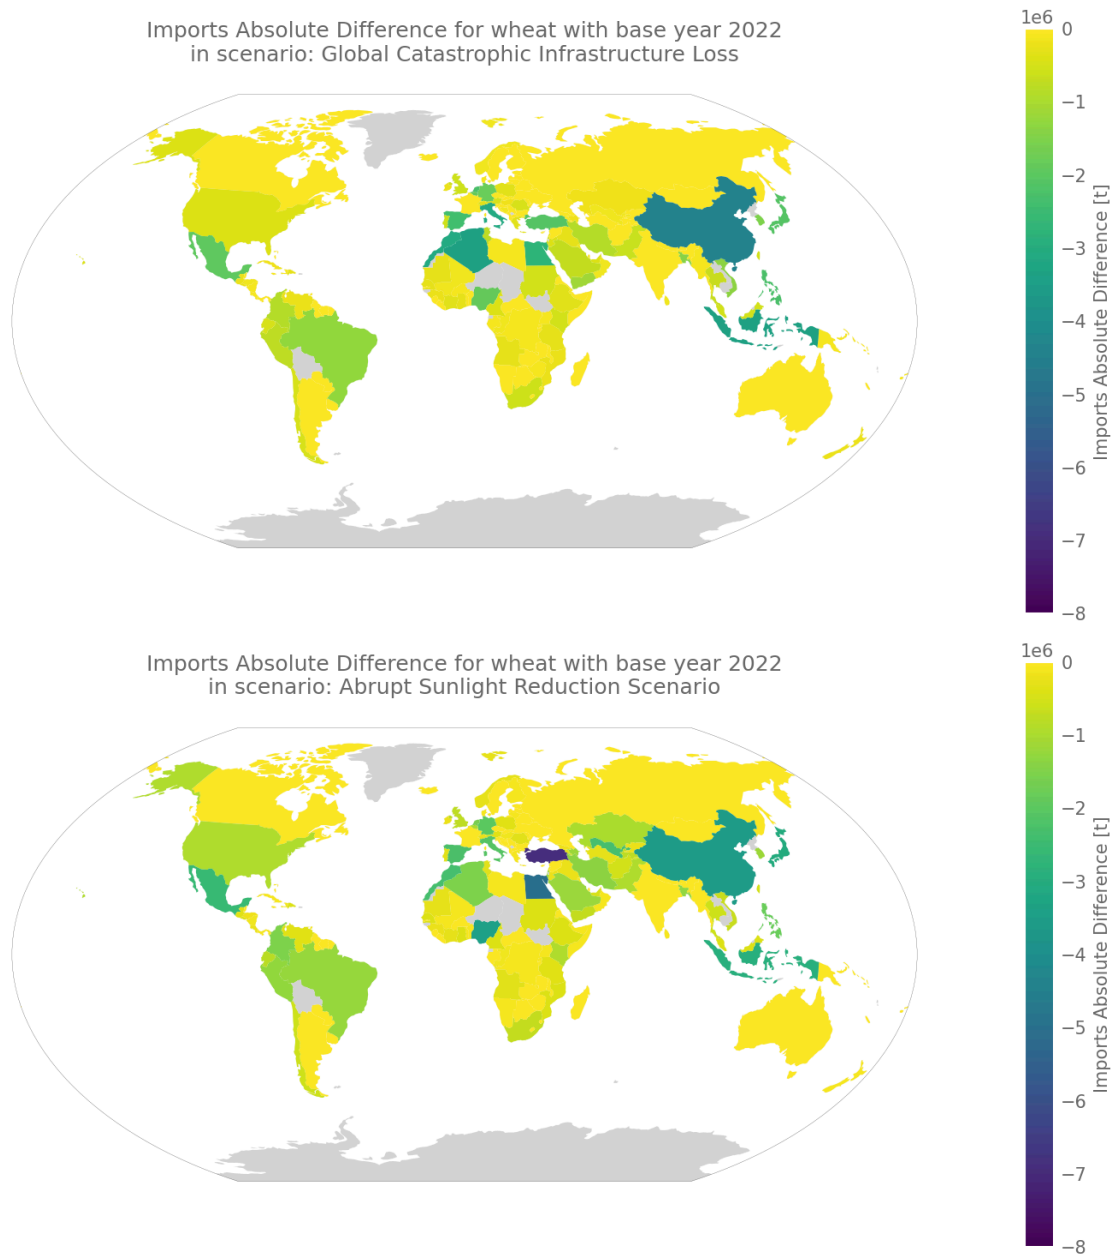 Imports Absolute Difference for wheat with base year 2022
in scenario: Global Catastrophic Infrastructure Loss
1e6
0
−1
−2
−3
−4
−5
−6
−7
−8
Imports Absolute Difference [t]
Imports Absolute Difference for wheat with base year 2022
in scenario: Abrupt Sunlight Reduction Scenario
1e6
0
−1
−2
−3
−4
−5
−6
−7
−8
Imports Absolute Difference [t]